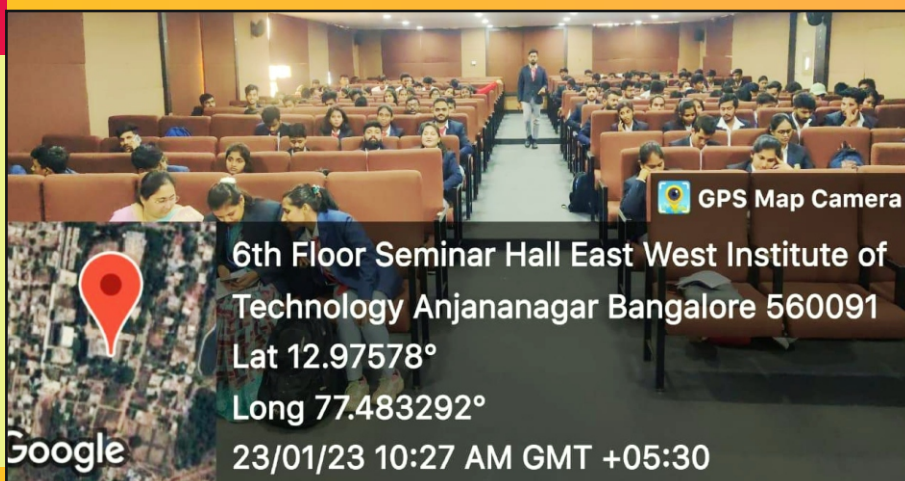 GPS Map Camera
6th Floor Seminar Hall East West Institute of
Technology Anjananagar Bangalore 560091
Lat 12.97578°
Long 77.483292°
23/01/23 10:27 AM GMT +05:30
Google